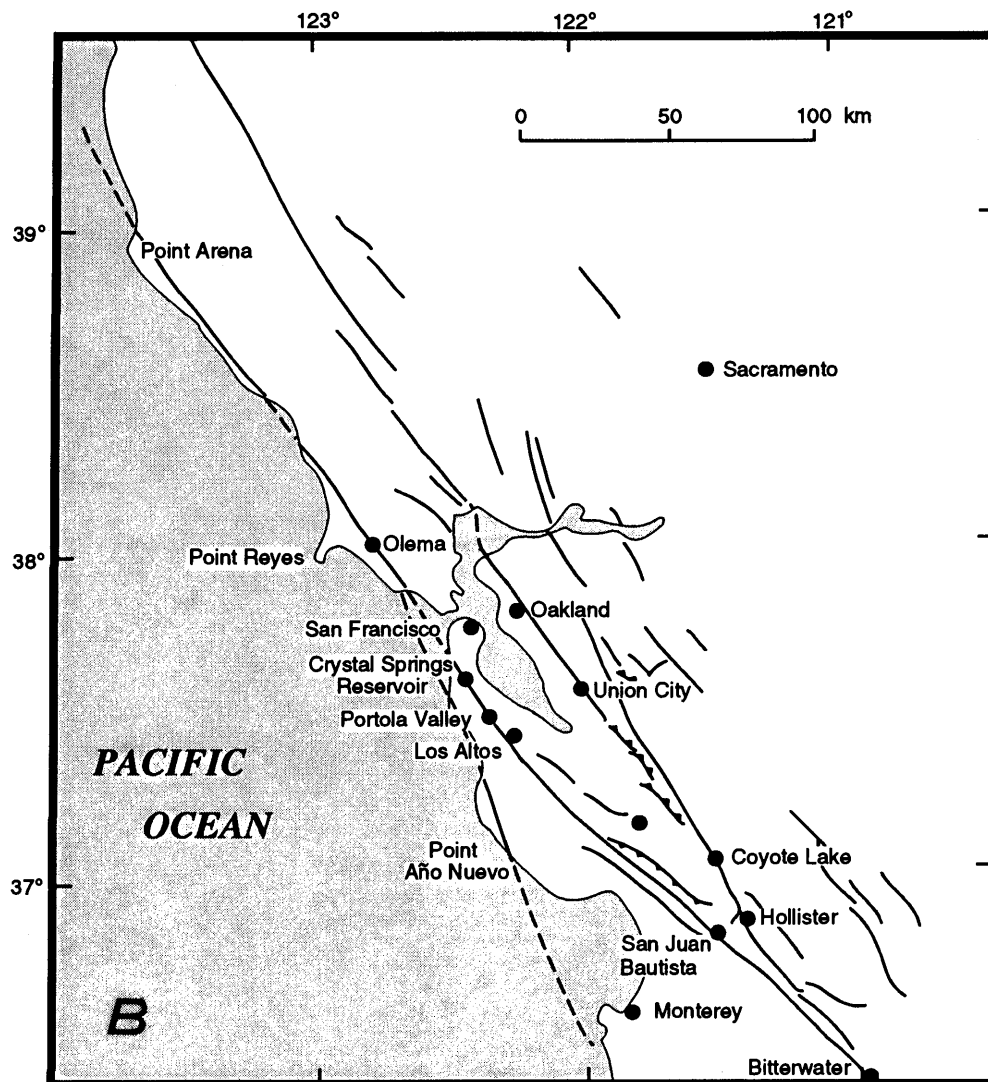 123° 122° 121°
0 50 100 km
39°
Point Arena
Sacramento
38°
Point Reyes
Olema
Oakland
San Francisco
Crystal Springs
Reservoir
Union City
Portola Valley
Los Altos
PACIFIC
OCEAN
Point
Año Nuevo
Coyote Lake
37°
Hollister
San Juan
Bautista
Monterey
B
Bitterwater